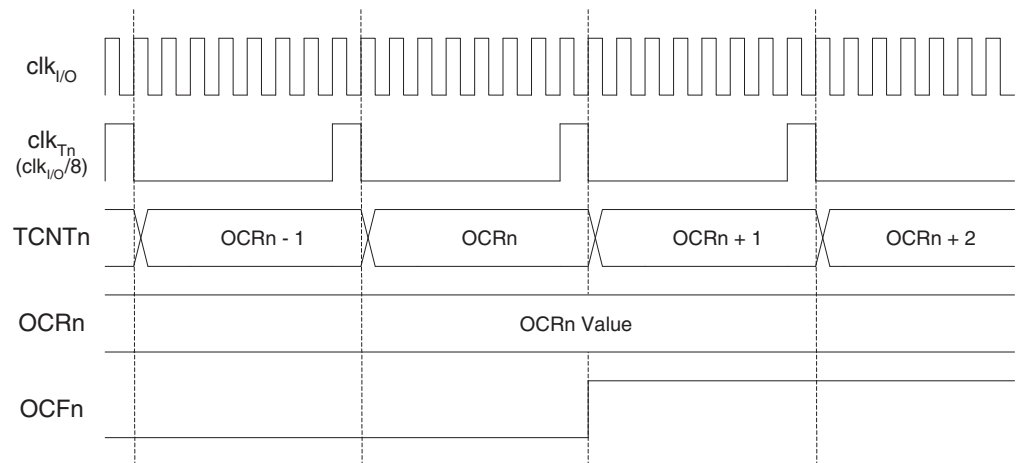 clkI/O
clkTn
(clkI/O/8)
TCNTn
OCRn - 1
OCRn
OCRn + 1
OCRn + 2
OCRn
OCRn Value
OCFn